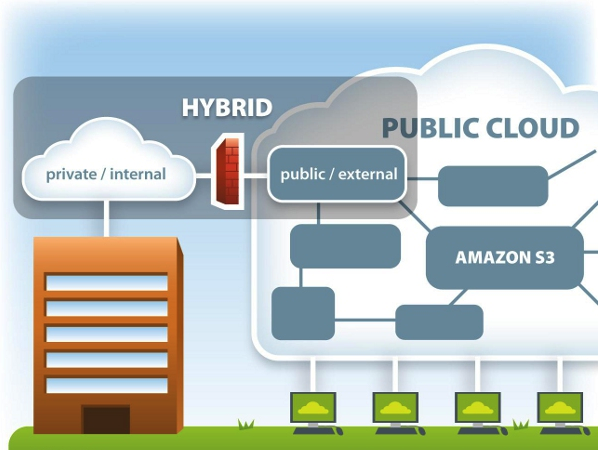 HYBRID
PUBLIC CLOUD
private / internal
public / external
AMAZON S3